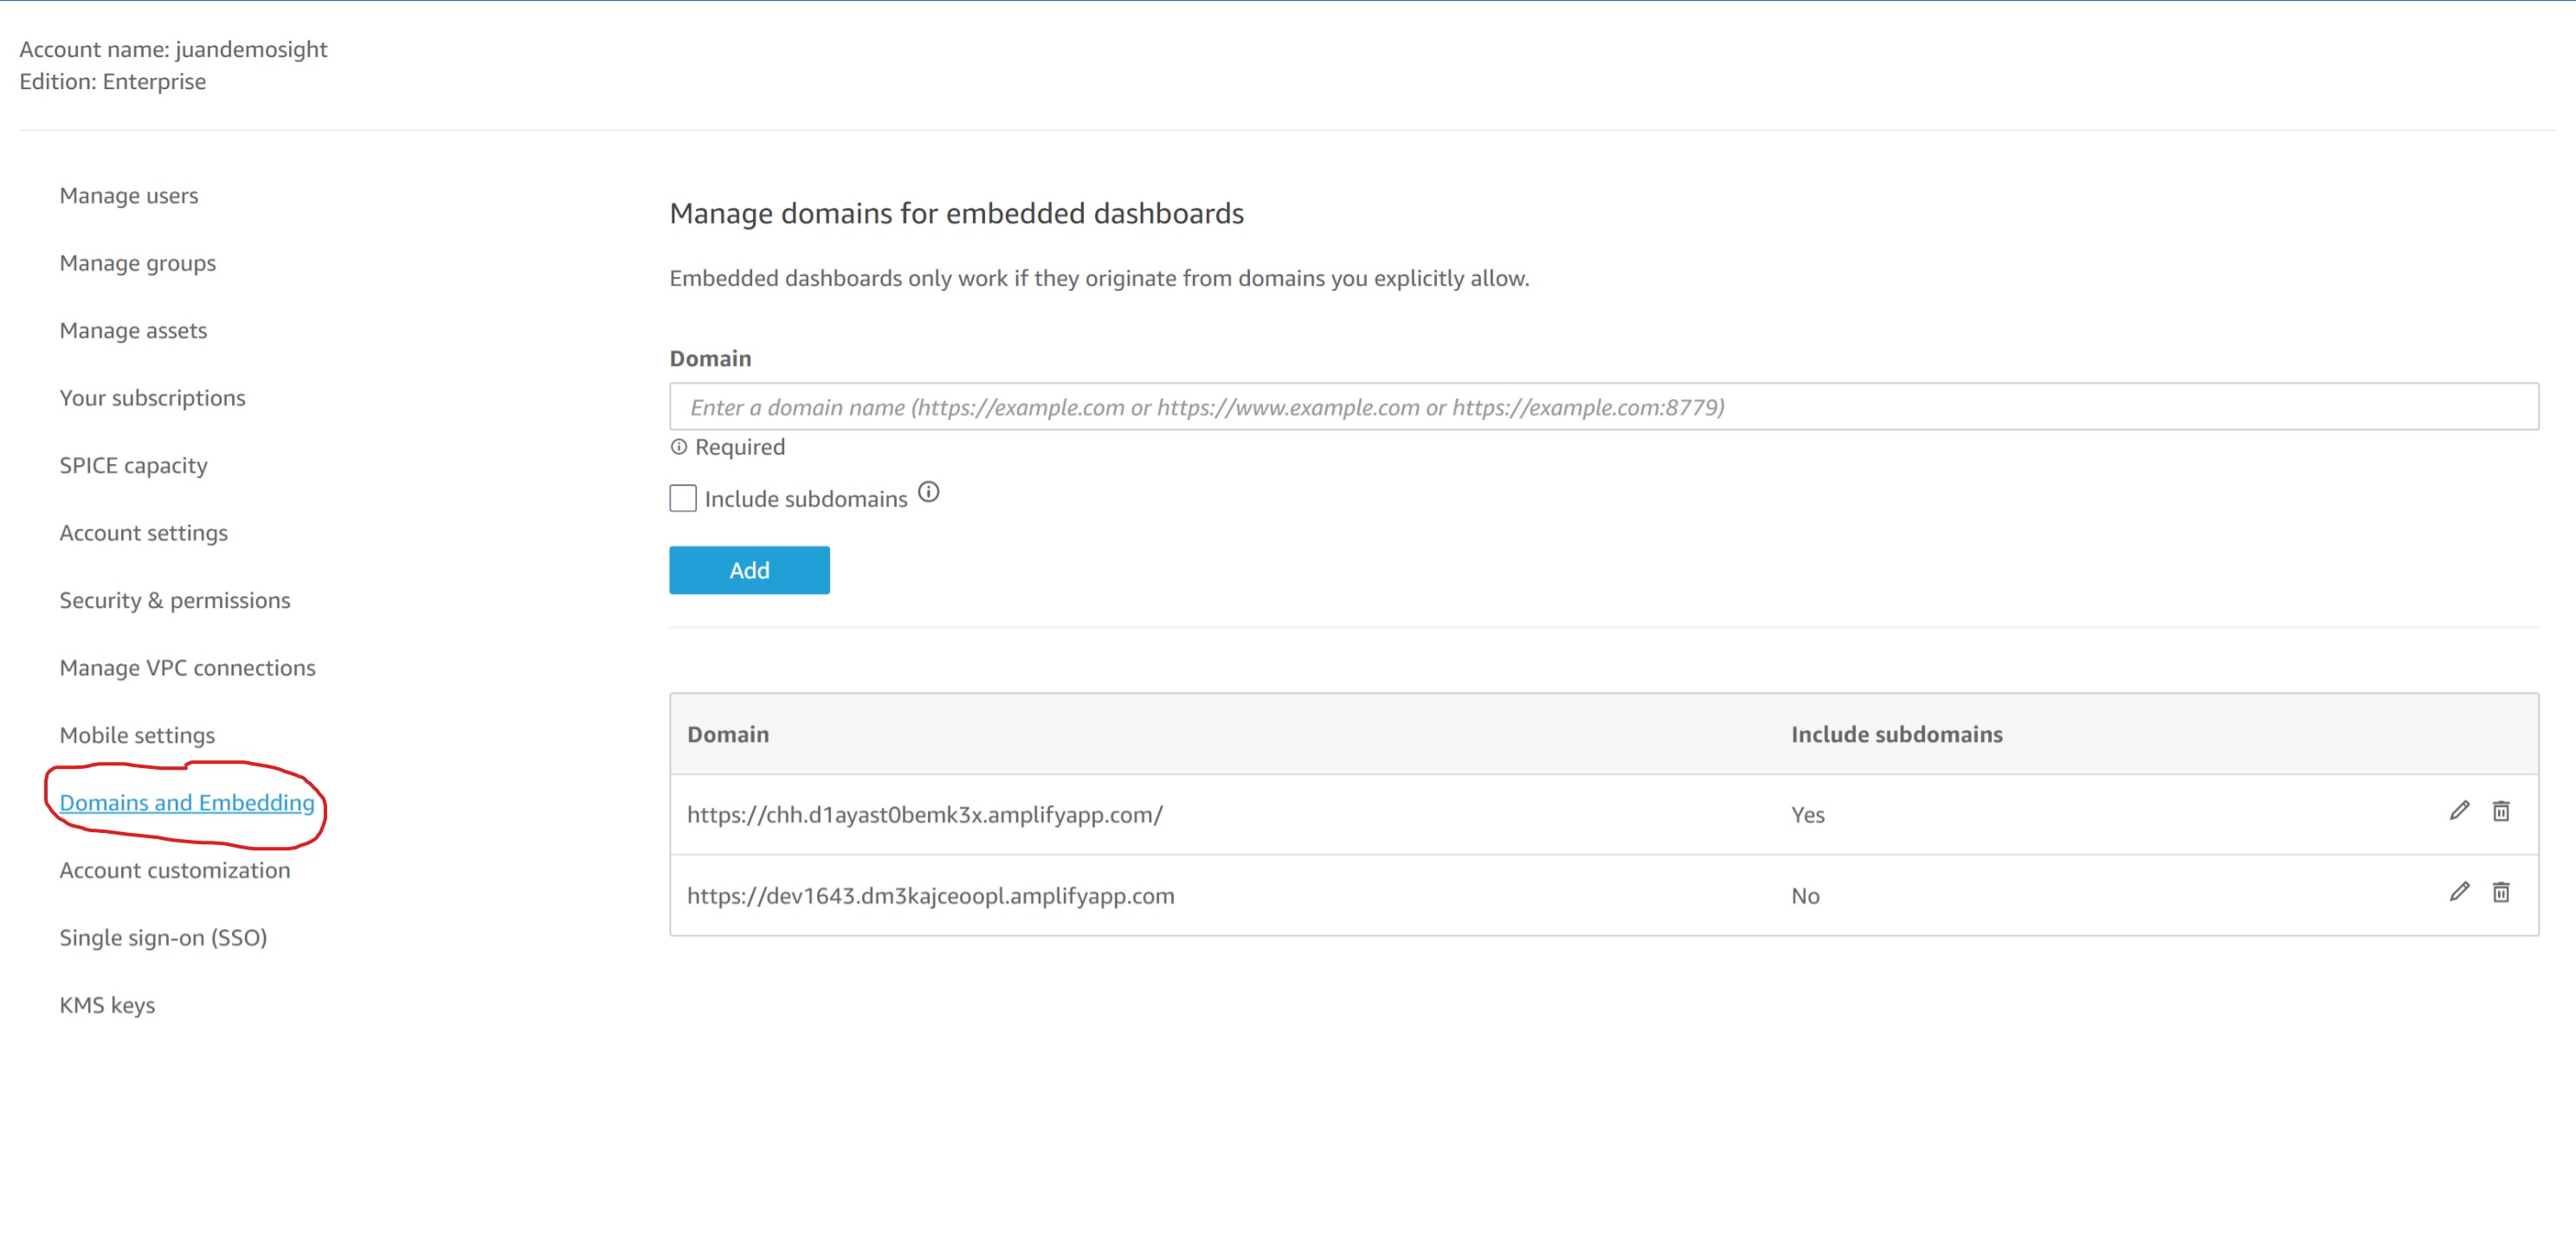 Account name: juandemosight
Edition: Enterprise
Manage users
Manage groups
Manage assets
Your subscriptions
SPICE capacity
Account settings
Security & permissions
Manage VPC connections
Mobile settings
Domains and Embedding
Account customization
Single sign-on (SSO)
KMS keys
Manage domains for embedded dashboards
Embedded dashboards only work if they originate from domains you explicitly allow.
Domain
Enter a domain name (https://example.com or https://www.example.com or https://example.com:8779)
Required
Include subdomains
Add
Domain Include subdomains
https://chh.d1ayast0bemk3x.amplifyapp.com/ Yes
https://dev1643.dm3kajceoopl.amplifyapp.com No